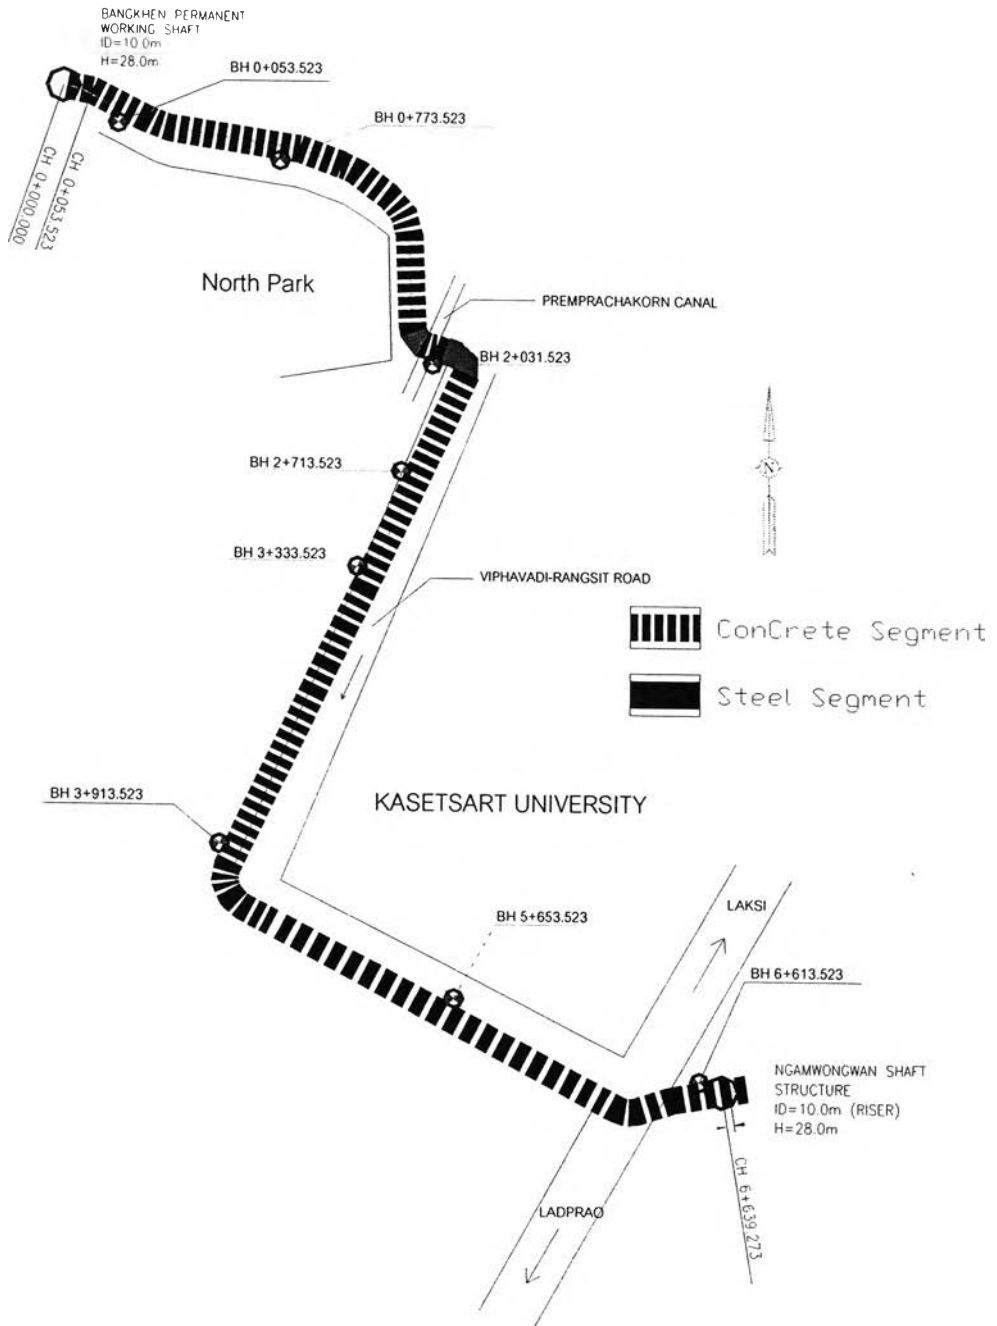 BANGKHEN PERMANENT
WORKING SHAFT
ID=10.0m
H=28.0m
BH 0+053.523
BH 0+773.523
CH 0+000.000
CH 0+053.523
North Park
PREMPRACHAKORN CANAL
BH 2+031.523
BH 2+713.523
N
BH 3+333.523
VIPHAVADI-RANGSIT ROAD
ConCrete Segment
Steel Segment
BH 3+913.523
KASETSART UNIVERSITY
LAKSI
BH 5+653.523
BH 6+613.523
NGAMWONGWAN SHAFT
STRUCTURE
ID=10.0m (RISER)
H=28.0m
CH 6+639.273
LADPRAO